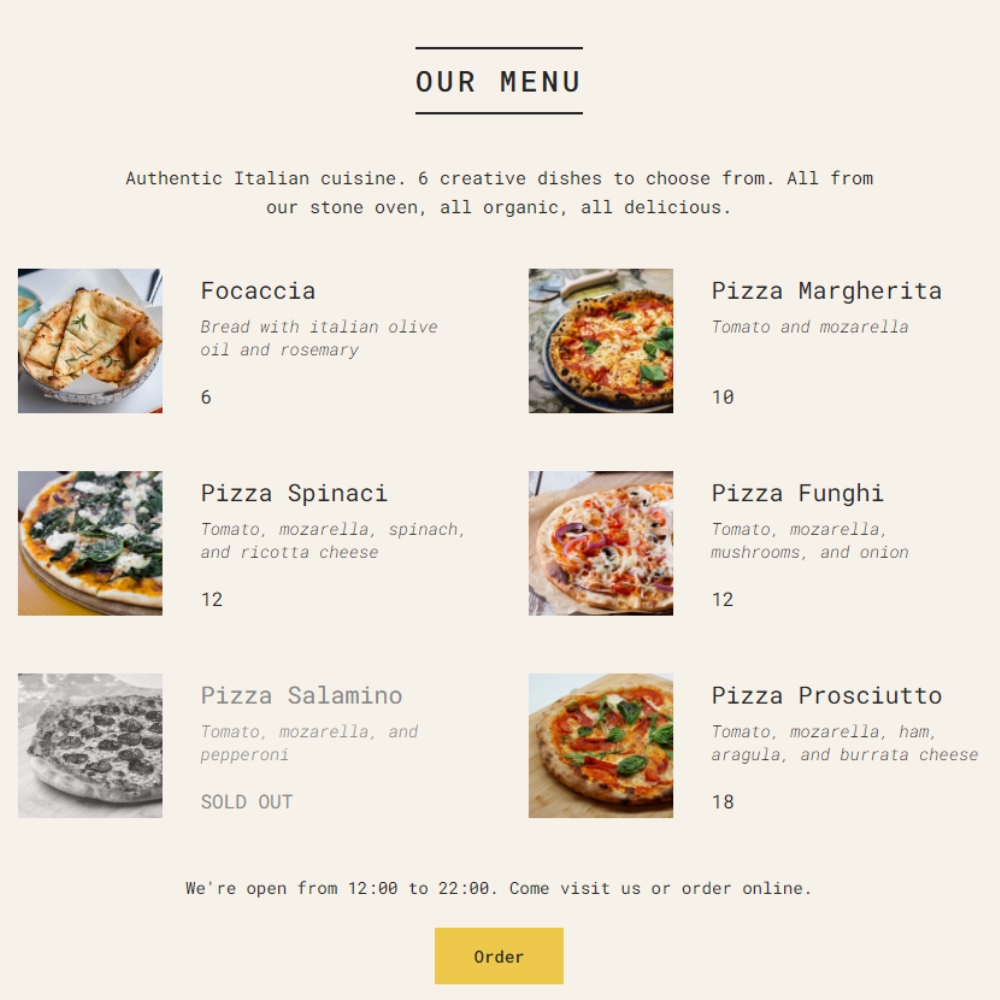 OUR MENU
Authentic Italian cuisine. 6 creative dishes to choose from. All from
our stone oven, all organic, all delicious.
Focaccia
Bread with italian olive
oil and rosemary
6
Pizza Margherita
Tomato and mozarella
10
Pizza Spinaci
Tomato, mozarella, spinach,
and ricotta cheese
12
Pizza Funghi
Tomato, mozarella,
mushrooms, and onion
12
Pizza Salamino
Tomato, mozarella, and
pepperoni
SOLD OUT
Pizza Prosciutto
Tomato, mozarella, ham,
aragula, and burrata cheese
18
We're open from 12:00 to 22:00. Come visit us or order online.
Order